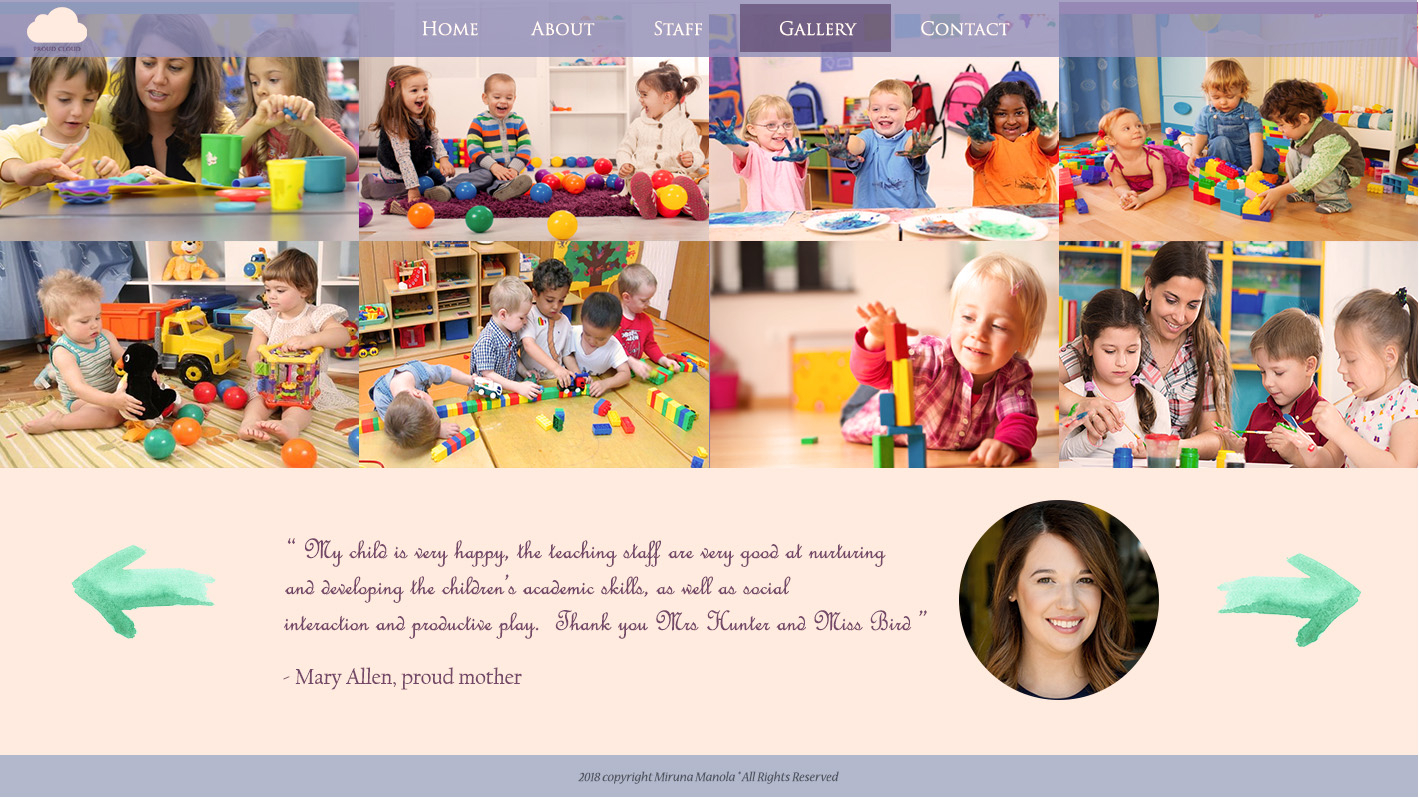 PROUD CLOUD
HOME ABOUT STAFF GALLERY CONTACT
“ My child is very happy, the teaching staff are very good at nurturing
and developing the children's academic skills, as well as social
interaction and productive play. Thank you Mrs Hunter and Miss Bird ”
- Mary Allen, proud mother
2018 copyright Miruna Manola * All Rights Reserved